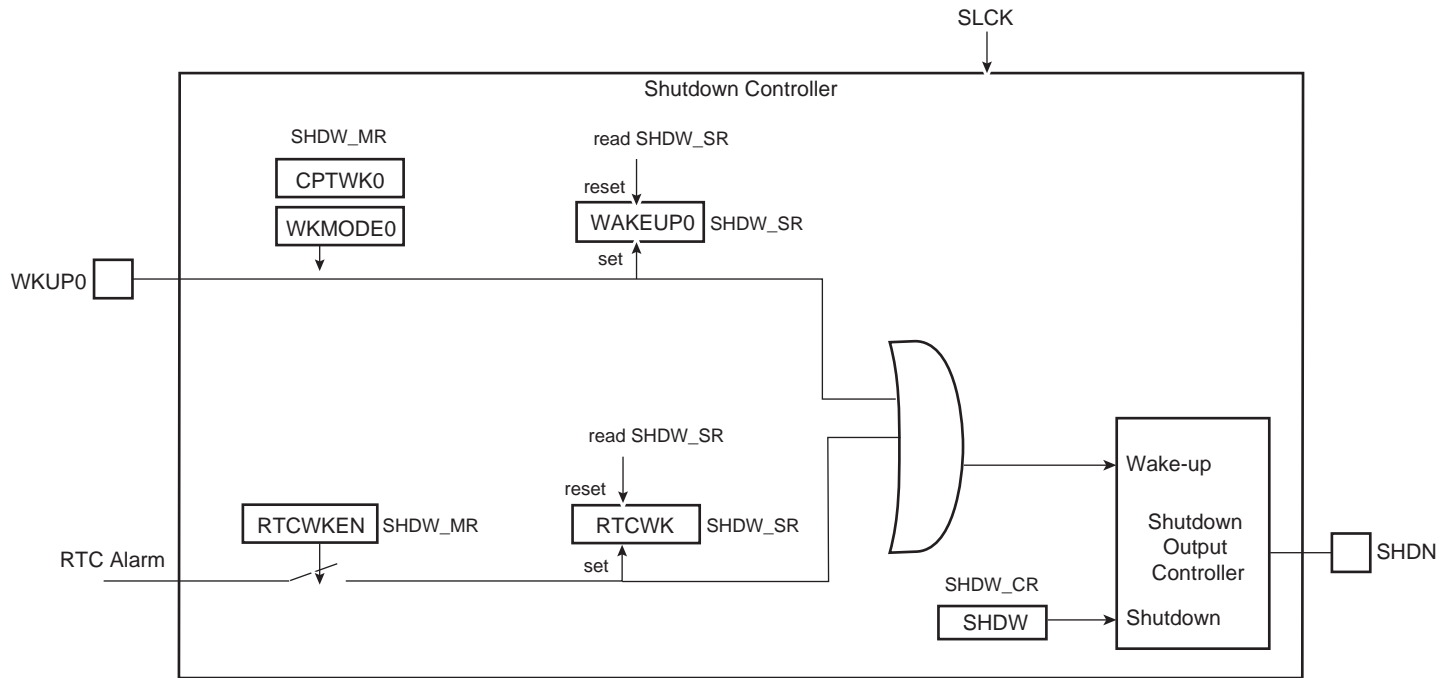 SLCK
Shutdown Controller
SHDW_MR
CPTWK0
WKMODE0
read SHDW_SR
reset
WAKEUP0
SHDW_SR
set
WKUP0
read SHDW_SR
reset
RTCWKEN
SHDW_MR
RTCWK
SHDW_SR
set
RTC Alarm
Wake-up
Shutdown
Output
Controller
SHDN
SHDW_CR
SHDW
Shutdown